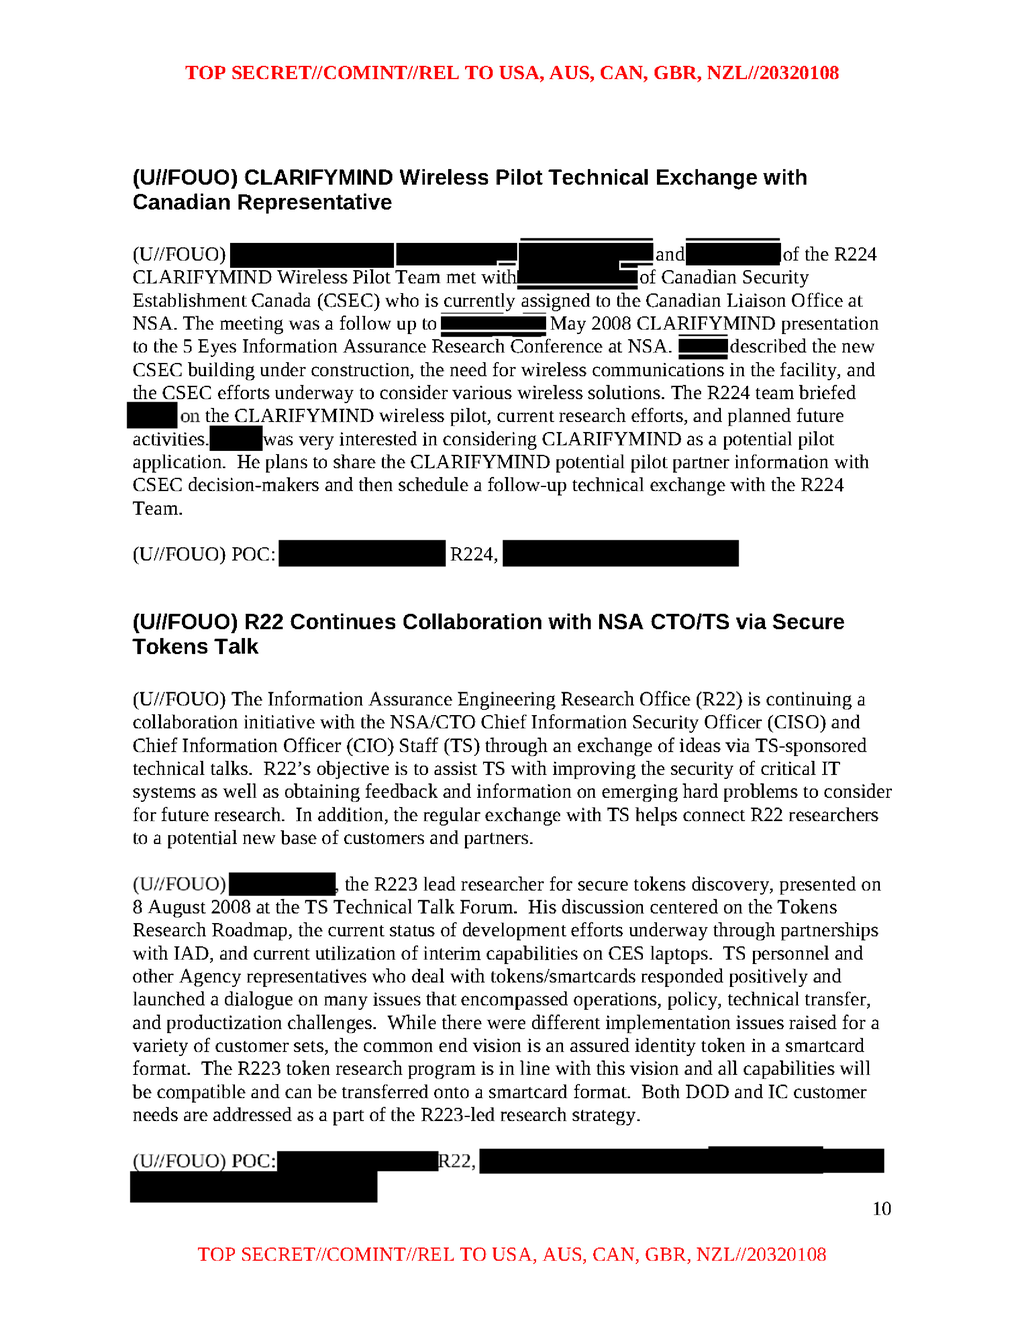 TOP SECRET//COMINT//REL TO USA, AUS, CAN, GBR, NZL//20320108
(U//FOUO) CLARIFYMIND Wireless Pilot Technical Exchange with
Canadian Representative
(U//FOUO) and of the R224
CLARIFYMIND Wireless Pilot Team met with of Canadian Security
Establishment Canada (CSEC) who is currently assigned to the Canadian Liaison Office at
NSA. The meeting was a follow up to May 2008 CLARIFYMIND presentation
to the 5 Eyes Information Assurance Research Conference at NSA. described the new
CSEC building under construction, the need for wireless communications in the facility, and
the CSEC efforts underway to consider various wireless solutions. The R224 team briefed
on the CLARIFYMIND wireless pilot, current research efforts, and planned future
activities. was very interested in considering CLARIFYMIND as a potential pilot
application. He plans to share the CLARIFYMIND potential pilot partner information with
CSEC decision-makers and then schedule a follow-up technical exchange with the R224
Team.
(U//FOUO) POC: R224,
(U//FOUO) R22 Continues Collaboration with NSA CTO/TS via Secure
Tokens Talk
(U//FOUO) The Information Assurance Engineering Research Office (R22) is continuing a
collaboration initiative with the NSA/CTO Chief Information Security Officer (CISO) and
Chief Information Officer (CIO) Staff (TS) through an exchange of ideas via TS-sponsored
technical talks. R22’s objective is to assist TS with improving the security of critical IT
systems as well as obtaining feedback and information on emerging hard problems to consider
for future research. In addition, the regular exchange with TS helps connect R22 researchers
to a potential new base of customers and partners.
(U//FOUO) , the R223 lead researcher for secure tokens discovery, presented on
8 August 2008 at the TS Technical Talk Forum. His discussion centered on the Tokens
Research Roadmap, the current status of development efforts underway through partnerships
with IAD, and current utilization of interim capabilities on CES laptops. TS personnel and
other Agency representatives who deal with tokens/smartcards responded positively and
launched a dialogue on many issues that encompassed operations, policy, technical transfer,
and productization challenges. While there were different implementation issues raised for a
variety of customer sets, the common end vision is an assured identity token in a smartcard
format. The R223 token research program is in line with this vision and all capabilities will
be compatible and can be transferred onto a smartcard format. Both DOD and IC customer
needs are addressed as a part of the R223-led research strategy.
(U//FOUO) POC: R22,
10
TOP SECRET//COMINT//REL TO USA, AUS, CAN, GBR, NZL//20320108